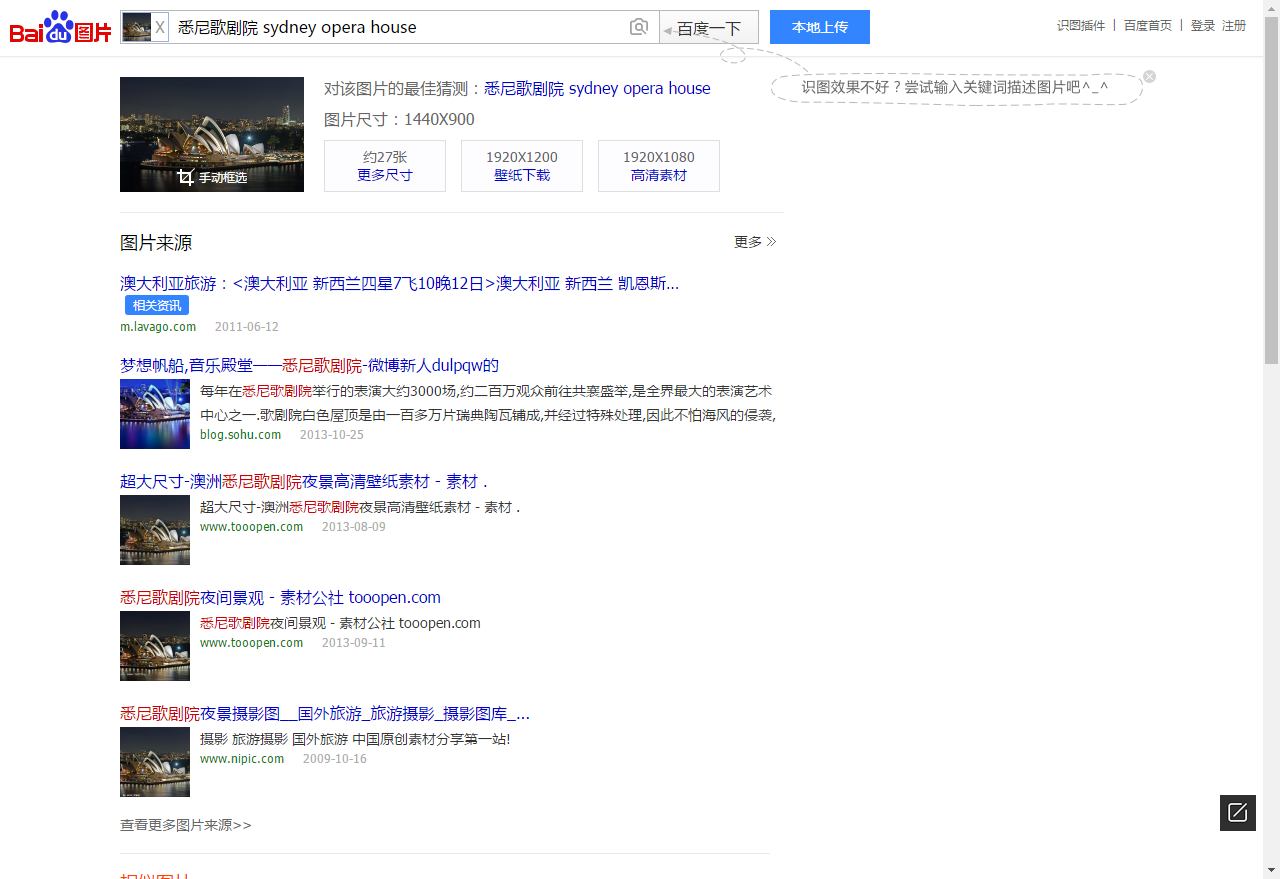 Bai du 图片
X
悉尼歌剧院 sydney opera house
百度一下
本地上传
识图插件 | 百度首页 | 登录 注册
识图效果不好？尝试输入关键词描述图片吧^_^
手动框选
对该图片的最佳猜测：悉尼歌剧院 sydney opera house
图片尺寸：1440X900
约27张
更多尺寸
1920X1200
壁纸下载
1920X1080
高清素材
图片来源
更多
澳大利亚旅游：<澳大利亚 新西兰四星7飞10晚12日>澳大利亚 新西兰 凯恩斯...
相关资讯
m.lavago.com 2011-06-12
梦想帆船,音乐殿堂——悉尼歌剧院-微博新人dulpqw的
每年在悉尼歌剧院举行的表演大约3000场,约二百万观众前往共襄盛举,是全界最大的表演艺术
中心之一.歌剧院白色屋顶是由一百多万片瑞典陶瓦铺成,并经过特殊处理,因此不怕海风的侵袭,
blog.sohu.com 2013-10-25
超大尺寸-澳洲悉尼歌剧院夜景高清壁纸素材 - 素材 .
超大尺寸-澳洲悉尼歌剧院夜景高清壁纸素材 - 素材 .
www.tooopen.com 2013-08-09
悉尼歌剧院夜间景观 - 素材公社 tooopen.com
悉尼歌剧院夜间景观 - 素材公社 tooopen.com
www.tooopen.com 2013-09-11
悉尼歌剧院夜景摄影图__国外旅游_旅游摄影_摄影图库_...
摄影 旅游摄影 国外旅游 中国原创素材分享第一站!
www.nipic.com 2009-10-16
查看更多图片来源>>
相似图片